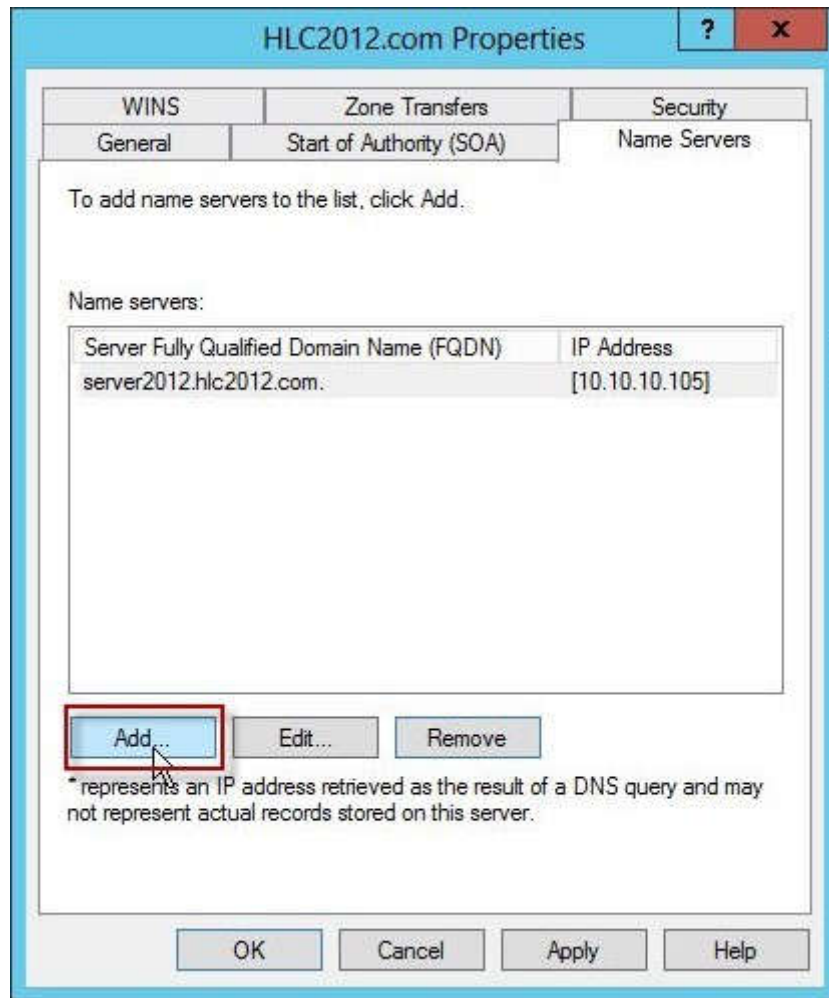 HLC2012.com Properties
? x
WINS Zone Transfers Security
General Start of Authority (SOA) Name Servers
To add name servers to the list, click Add.
Name servers:
Server Fully Qualified Domain Name (FQDN) IP Address
server2012.hlc2012.com. [10.10.10.105]
Add... Edit... Remove
* represents an IP address retrieved as the result of a DNS query and may
not represent actual records stored on this server.
OK Cancel Apply Help